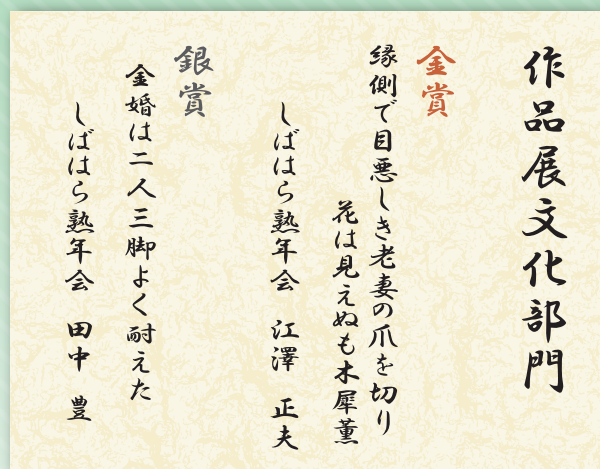 作品展文化部門
金賞
縁側で目悪しき老妻の爪を切り
花は見えぬも木犀薫
しばはら熟年会　江澤　正夫
銀賞
金婚は二人三脚よく耐えた
しばはら熟年会　田中　豊